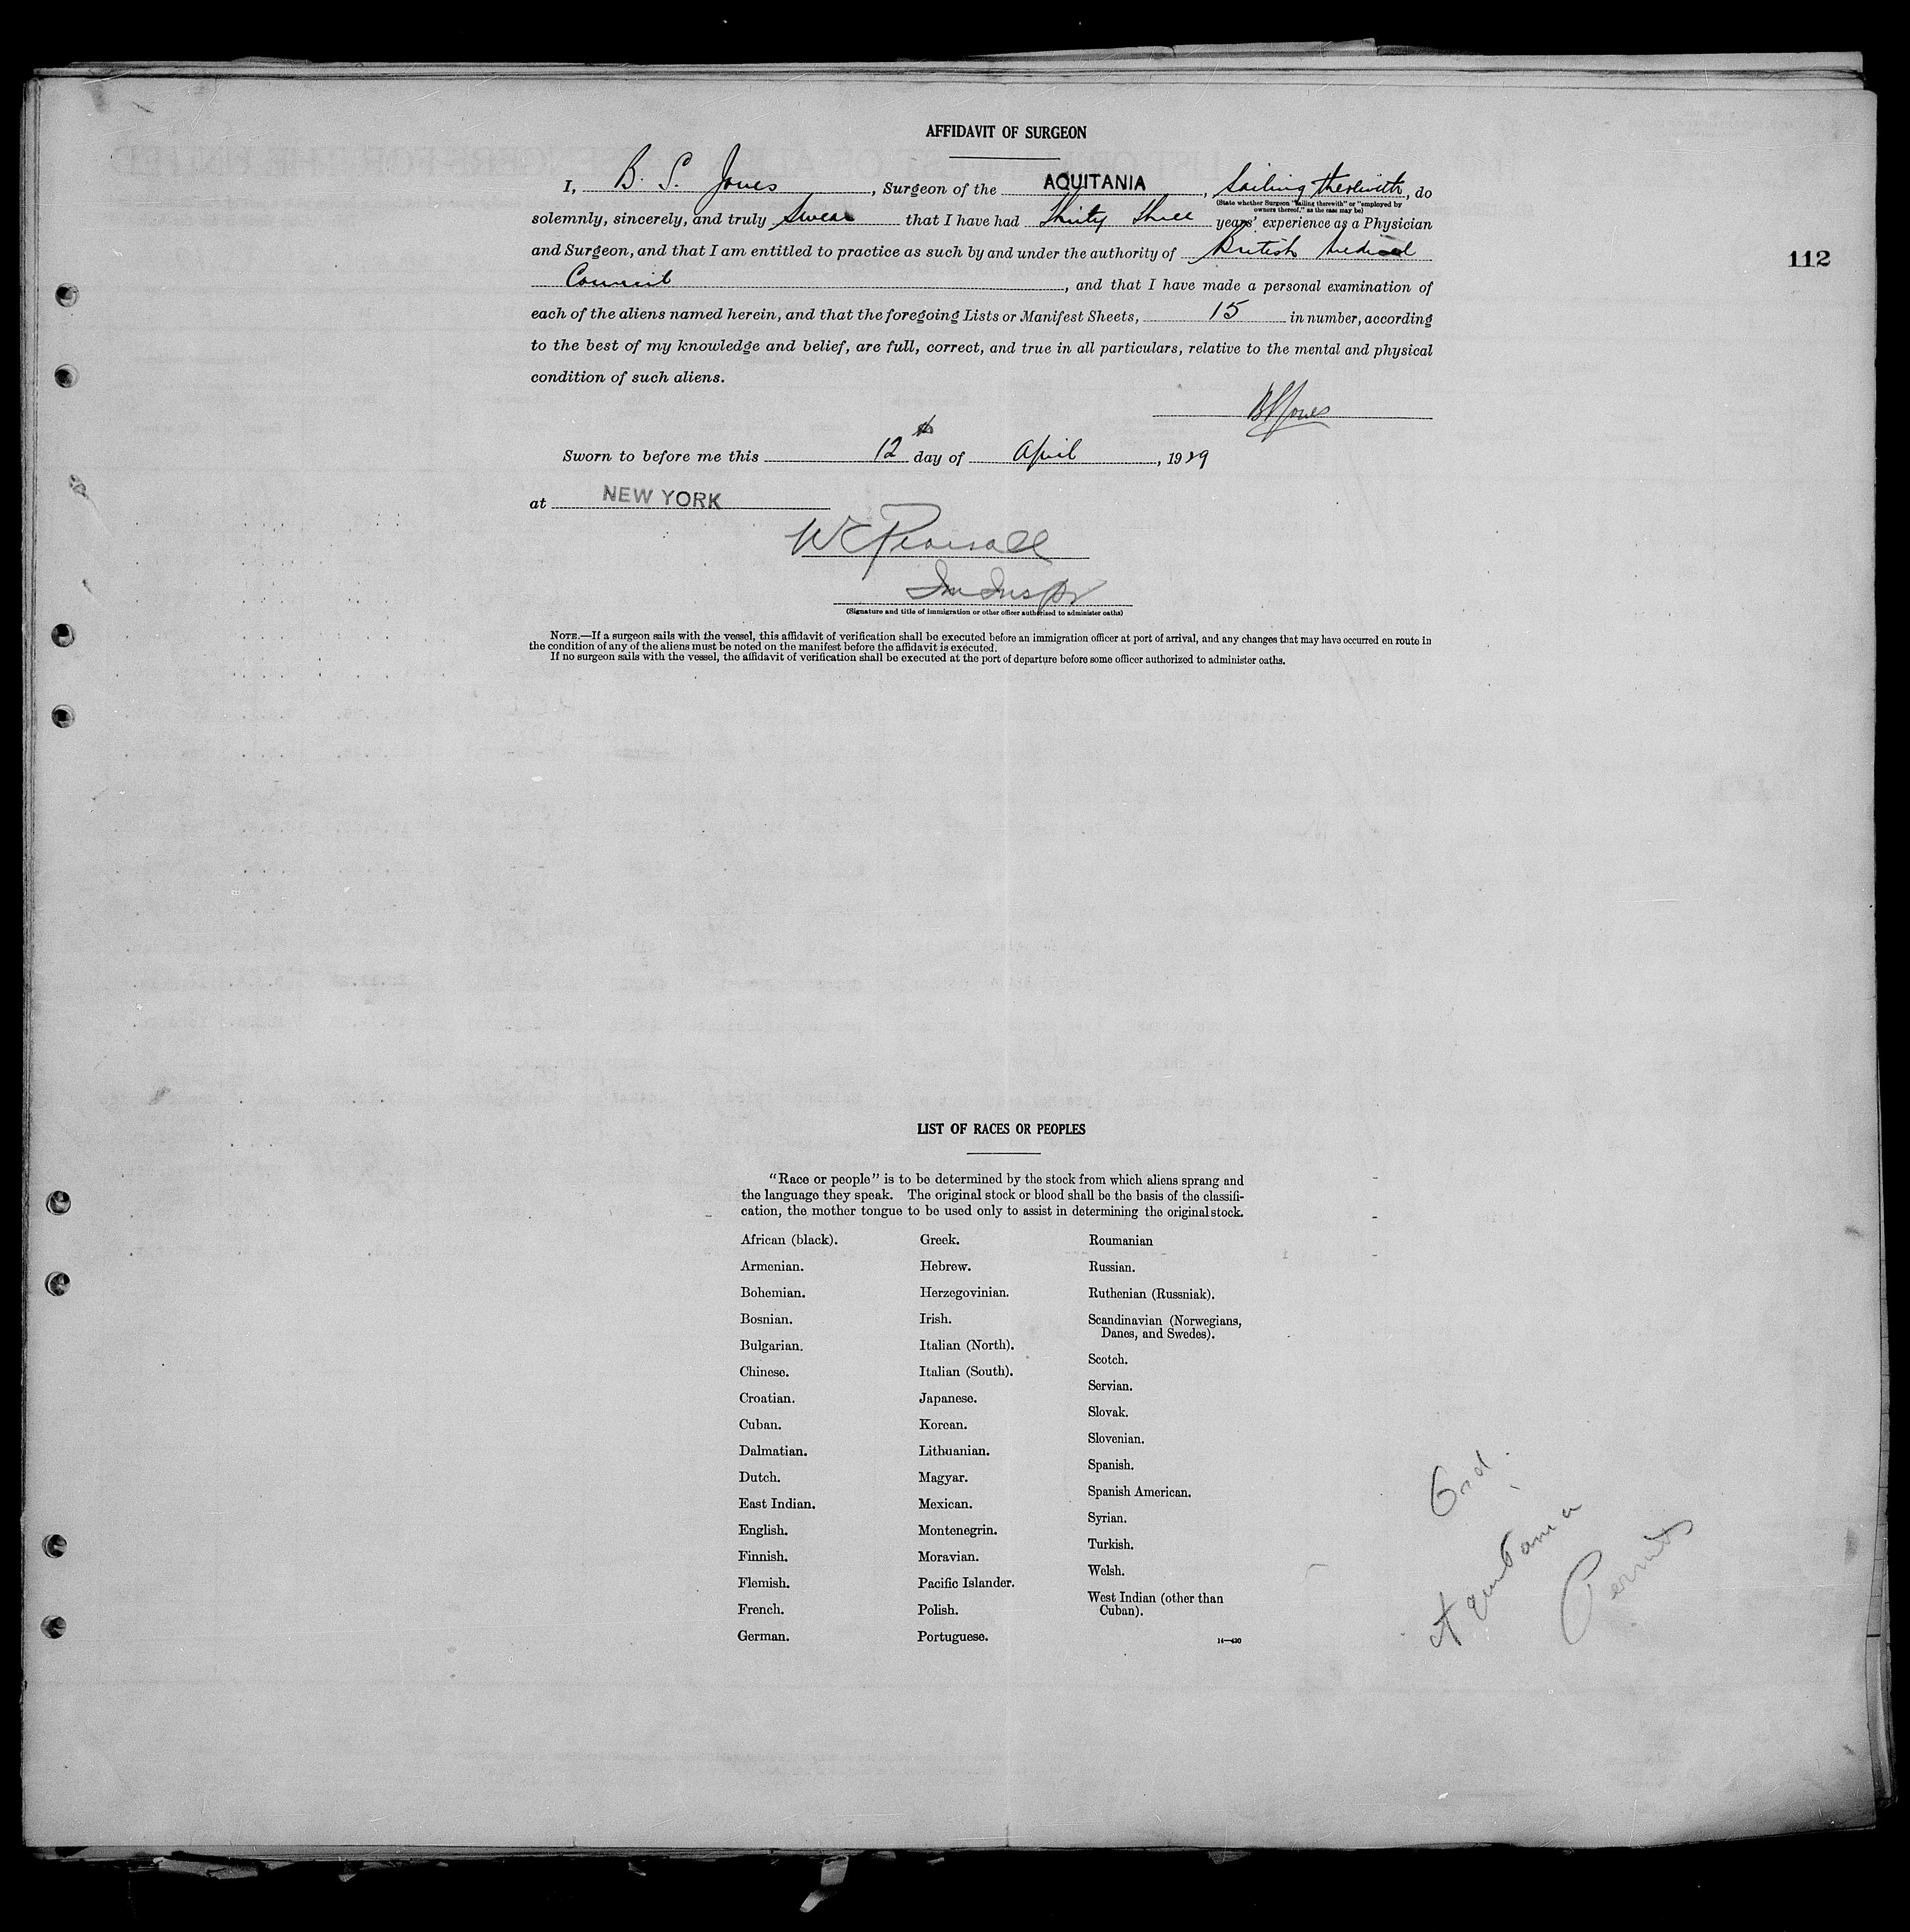 AFFIDAVIT OF SURGEON
I, B. S. Jones, Surgeon of the AQUITANIA, Sailing therewith, do
(State whether Surgeon "sailing therewith" or "employed by
owners thereof," as the case may be)
solemnly, sincerely, and truly swear that I have had Thirty Three years' experience as a Physician
and Surgeon, and that I am entitled to practice as such by and under the authority of British Medical
Council, and that I have made a personal examination of
each of the aliens named herein, and that the foregoing Lists or Manifest Sheets, 15 in number, according
to the best of my knowledge and belief, are full, correct, and true in all particulars, relative to the mental and physical
condition of such aliens.
BSJones
Sworn to before me this 12th day of April, 1929
at NEW YORK
112
W C Pearsall
Im Inspr
(Signature and title of immigration or other officer authorized to administer oaths)
NOTE.—If a surgeon sails with the vessel, this affidavit of verification shall be executed before an immigration officer at port of arrival, and any changes that may have occurred en route in
the condition of any of the aliens must be noted on the manifest before the affidavit is executed.
If no surgeon sails with the vessel, the affidavit of verification shall be executed at the port of departure before some officer authorized to administer oaths.
LIST OF RACES OR PEOPLES
"Race or people" is to be determined by the stock from which aliens sprang and
the language they speak. The original stock or blood shall be the basis of the classifi-
cation, the mother tongue to be used only to assist in determining the original stock.
African (black).
Armenian.
Bohemian.
Bosnian.
Bulgarian.
Chinese.
Croatian.
Cuban.
Dalmatian.
Dutch.
East Indian.
English.
Finnish.
Flemish.
French.
German.
Greek.
Hebrew.
Herzegovinian.
Irish.
Italian (North).
Italian (South).
Japanese.
Korean.
Lithuanian.
Magyar.
Mexican.
Montenegrin.
Moravian.
Pacific Islander.
Polish.
Portuguese.
Roumanian
Russian.
Ruthenian (Russniak).
Scandinavian (Norwegians,
Danes, and Swedes).
Scotch.
Servian.
Slovak.
Slovenian.
Spanish.
Spanish American.
Syrian.
Turkish.
Welsh.
West Indian (other than
Cuban).
14—430
Aquitania
Permits